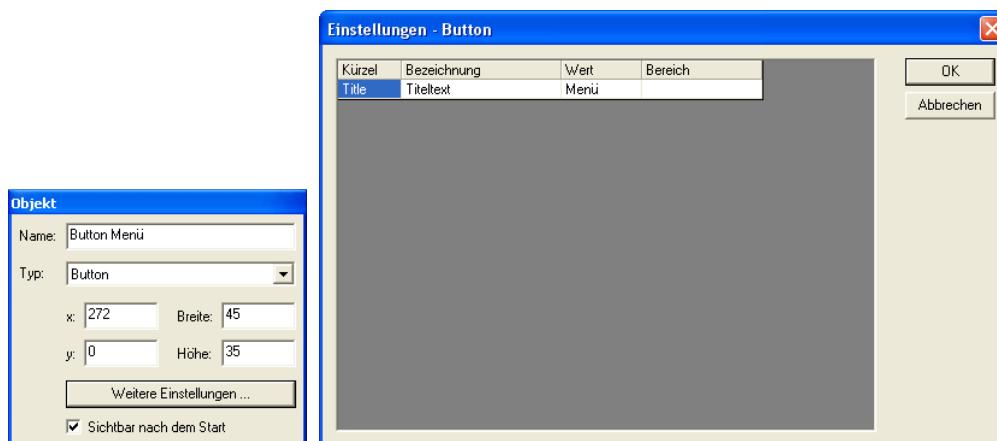 Einstellungen - Button
Kürzel Bezeichnung Wert Bereich
Title Titeltext Menü
OK
Abbrechen
Objekt
Name: Button Menü
Typ: Button
x: 272 Breite: 45
y: 0 Höhe: 35
Weitere Einstellungen ...
Sichtbar nach dem Start